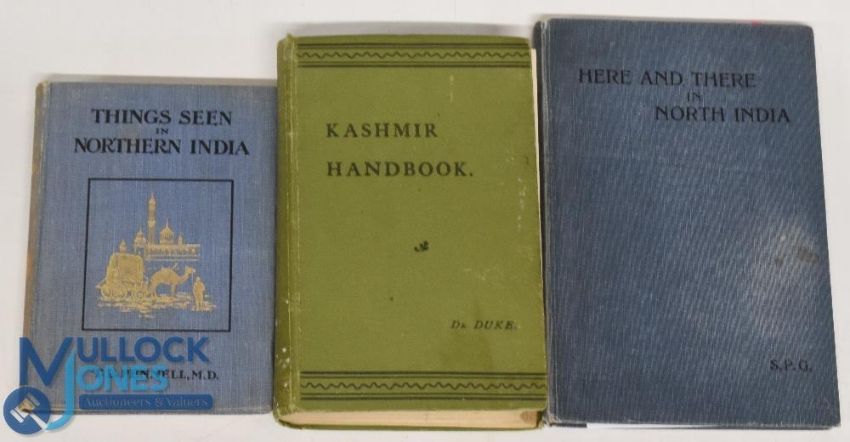 THINGS SEEN
IN
NORTHERN INDIA
M.D.
KASHMIR
HANDBOOK.
DR DUKE.
HERE AND THERE
IN
NORTH INDIA
S.P.G.
MULLOCK
JONES
Auctioneers & Valuers